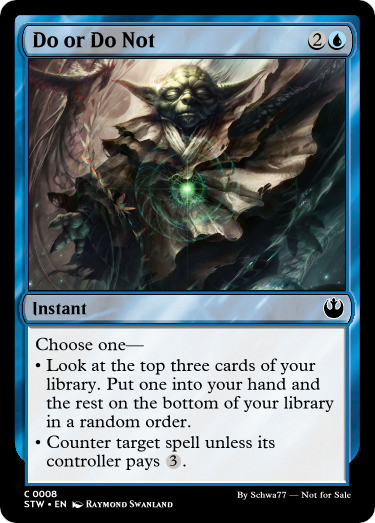 Do or Do Not 2
Instant
Choose one—
• Look at the top three cards of your
library. Put one into your hand and
the rest on the bottom of your library
in a random order.
• Counter target spell unless its
controller pays 3.
C 0008
STW • EN Raymond Swanland
By Schwa77 — Not for Sale